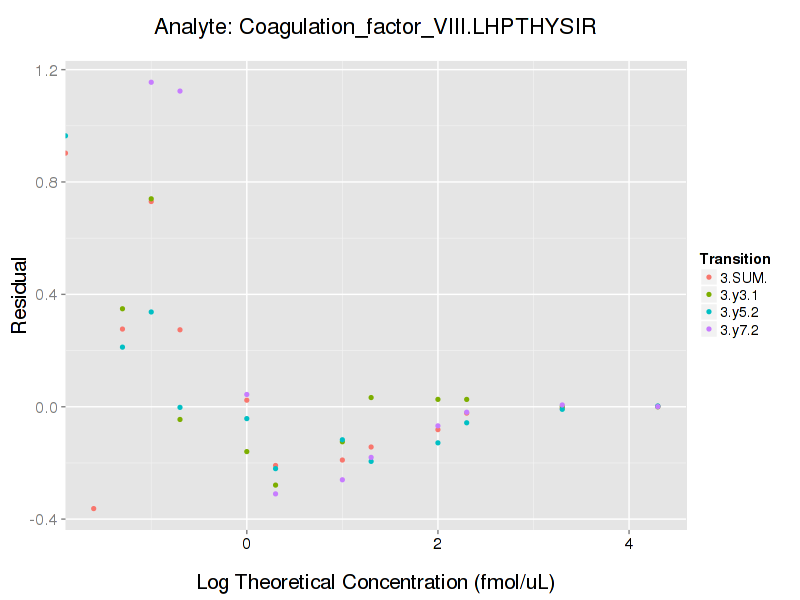 Analyte: Coagulation_factor_VIII.LHPTHYSIR
1.2
0.8
0.4
0.0
-0.4
Residual
0 2 4
Log Theoretical Concentration (fmol/uL)
Transition
3.SUM.
3.y3.1
3.y5.2
3.y7.2